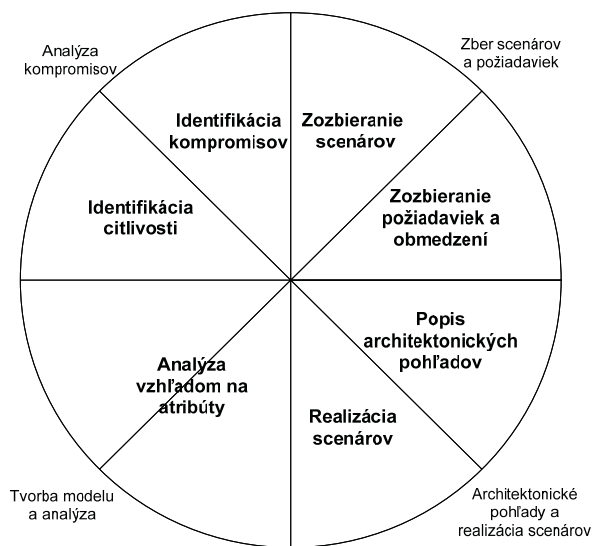 Analýza
kompromisov
Zber scenárov
a požiadaviek
Identifikácia
kompromisov
Zozbieranie
scenárov
Identifikácia
citlivosti
Zozbieranie
požiadaviek a
obmedzení
Popis
architektonických
pohľadov
Analýza
vzhľadom na
atribúty
Realizácia
scenárov
Tvorba modelu
a analýza
Architektonické
pohľady a
realizácia scenárov